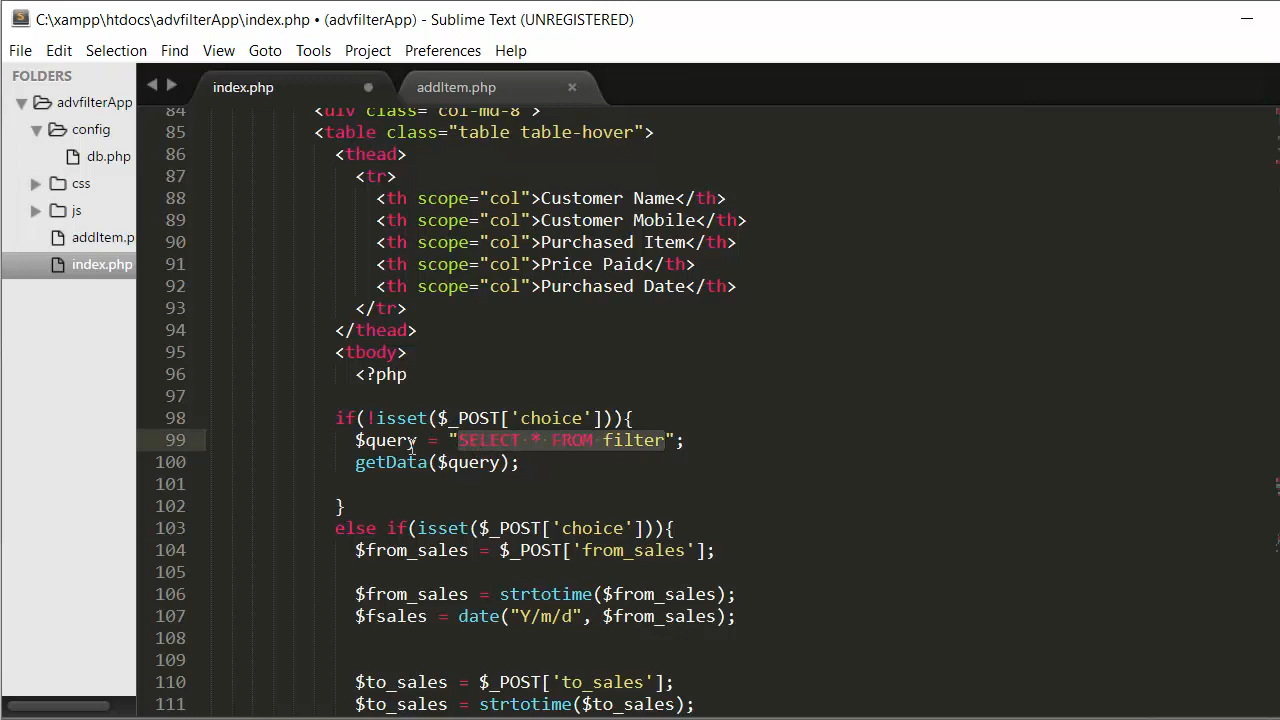 C:\xampp\htdocs\advfilterApp\index.php • (advfilterApp) - Sublime Text (UNREGISTERED)
File Edit Selection Find View Goto Tools Project Preferences Help
FOLDERS
advfilterApp
config
db.php
css
js
addItem.p
index.php
index.php
addItem.php
84 <div class="col-md-8">
85 <table class="table table-hover">
86 <thead>
87 <tr>
88 <th scope="col">Customer Name</th>
89 <th scope="col">Customer Mobile</th>
90 <th scope="col">Purchased Item</th>
91 <th scope="col">Price Paid</th>
92 <th scope="col">Purchased Date</th>
93 </tr>
94 </thead>
95 <tbody>
96 <?php
97
98 if(!isset($_POST['choice'])){
99 $query = "SELECT * FROM filter";
100 getData($query);
101
102 }
103 else if(isset($_POST['choice'])){
104 $from_sales = $_POST['from_sales'];
105
106 $from_sales = strtotime($from_sales);
107 $fsales = date("Y/m/d", $from_sales);
108
109
110 $to_sales = $_POST['to_sales'];
111 $to_sales = strtotime($to_sales);